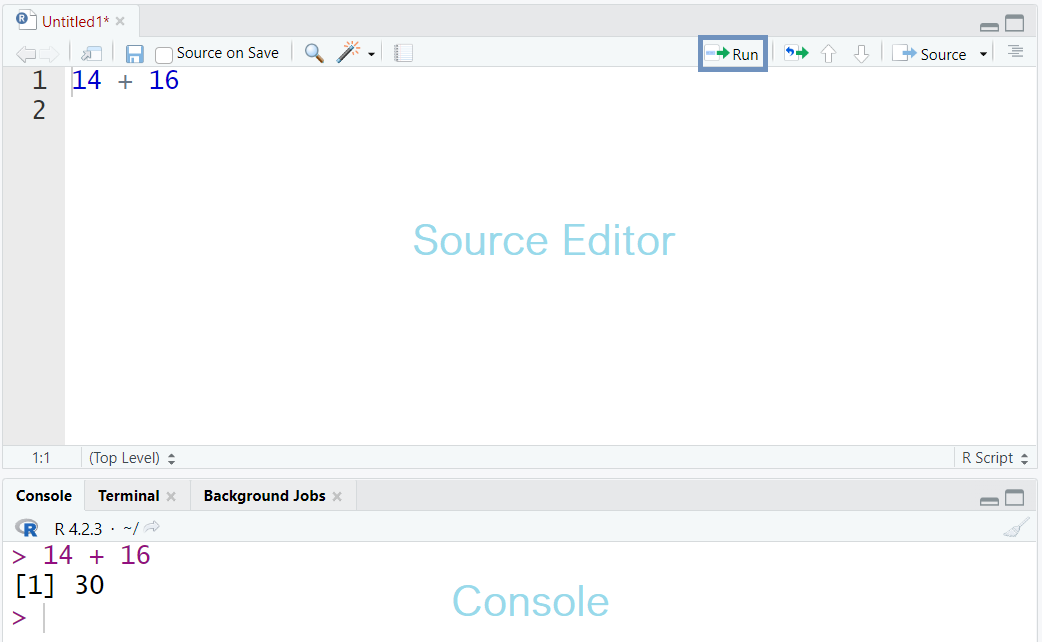 Untitled1*
Source on Save Run Source
1 14 + 16
2
Source Editor
1:1 (Top Level) R Script
Console Terminal Background Jobs
R 4.2.3 · ~/
> 14 + 16
[1] 30
Console
>